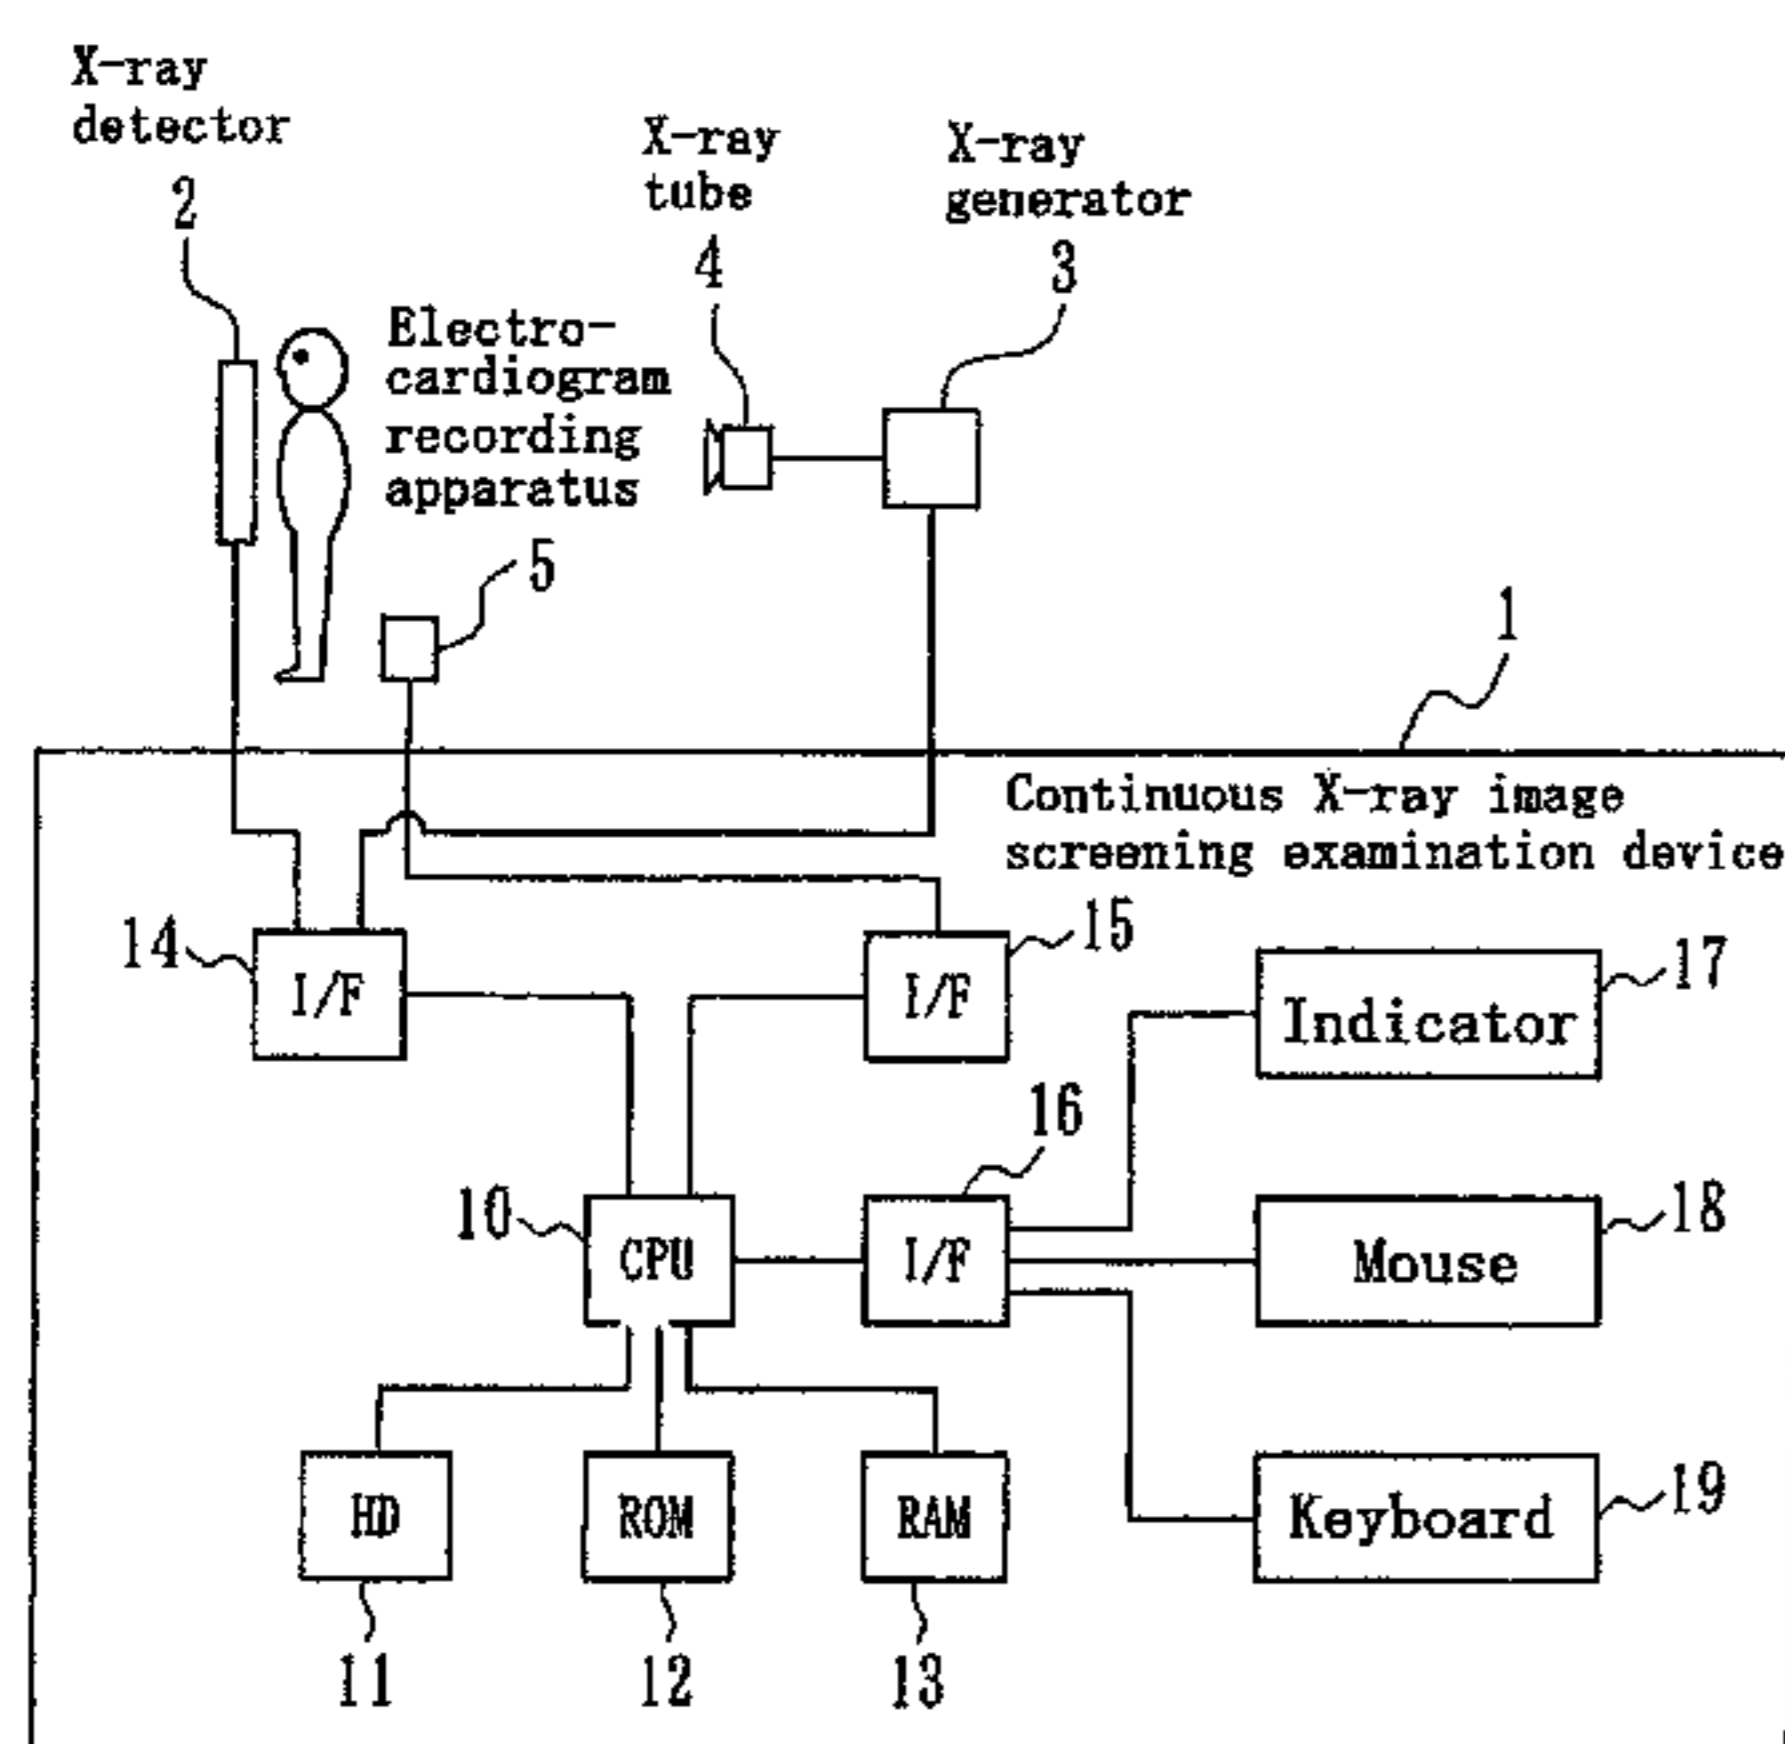 X-ray
detector
2
X-ray
tube
4
X-ray
generator
3
Electro-
cardiogram
recording
apparatus
5
1
Continuous X-ray image
screening examination device
14
I/F
15
I/F
17
Indicator
16
10
CPU
I/F
18
Mouse
HD
ROM
RAM
19
Keyboard
11
12
13